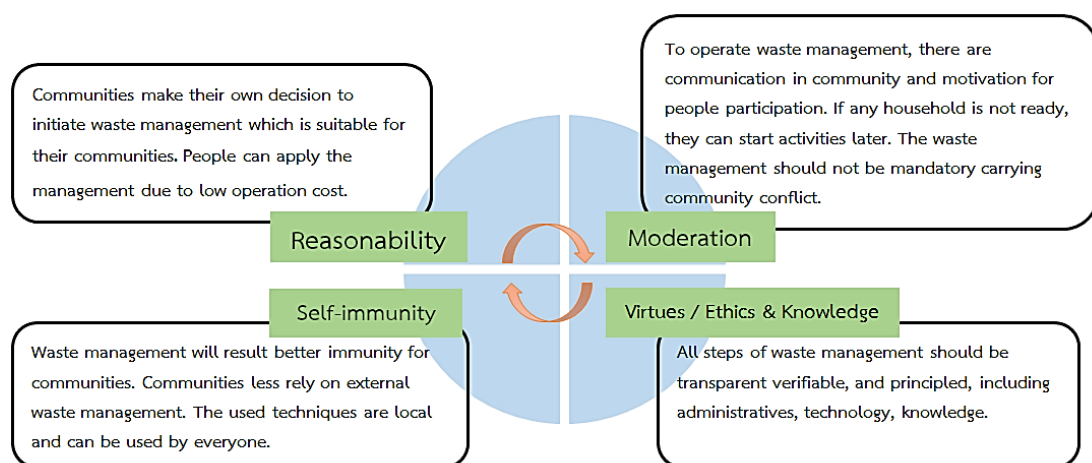 Communities make their own decision to
initiate waste management which is suitable for
their communities. People can apply the
management due to low operation cost.
Reasonability
To operate waste management, there are
communication in community and motivation for
people participation. If any household is not ready,
they can start activities later. The waste
management should not be mandatory carrying
community conflict.
Moderation
Self-immunity
Waste management will result better immunity for
communities. Communities less rely on external
waste management. The used techniques are local
and can be used by everyone.
Virtues / Ethics & Knowledge
All steps of waste management should be
transparent verifiable, and principled, including
administratives, technology, knowledge.